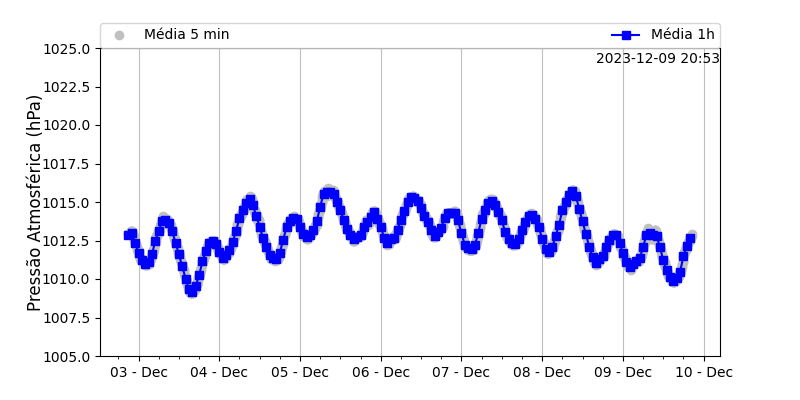 Média 5 min
Média 1h
2023-12-09 20:53
Pressão Atmosférica (hPa)
1025.0
1022.5
1020.0
1017.5
1015.0
1012.5
1010.0
1007.5
1005.0
03 - Dec
04 - Dec
05 - Dec
06 - Dec
07 - Dec
08 - Dec
09 - Dec
10 - Dec